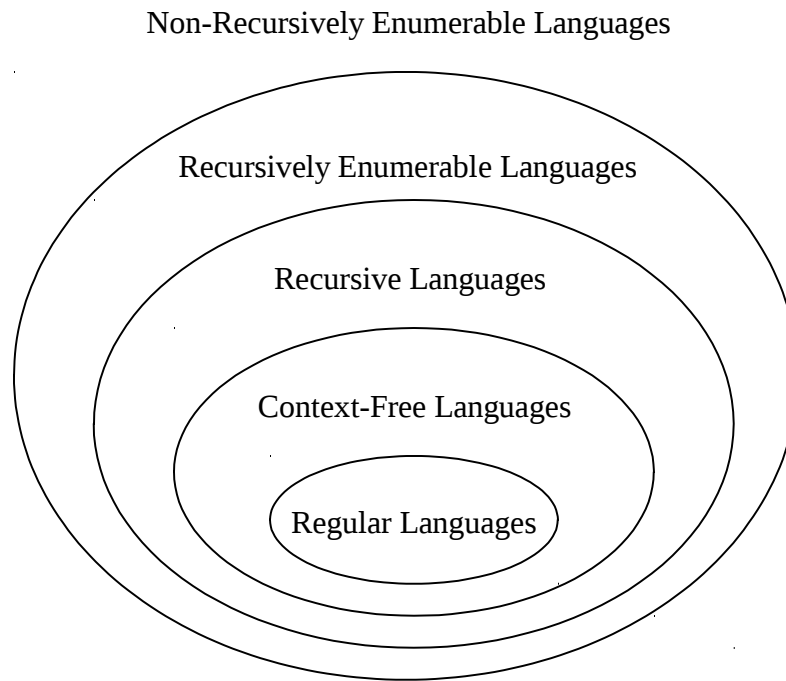 Non-Recursively Enumerable Languages
Recursively Enumerable Languages
Recursive Languages
Context-Free Languages
Regular Languages